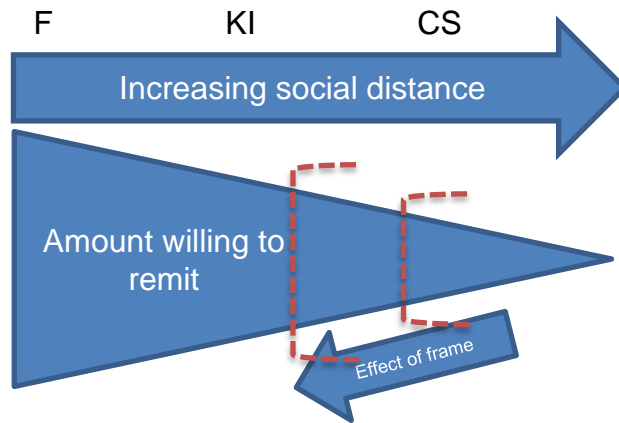 F KI CS
Increasing social distance
Amount willing to
remit
Effect of frame